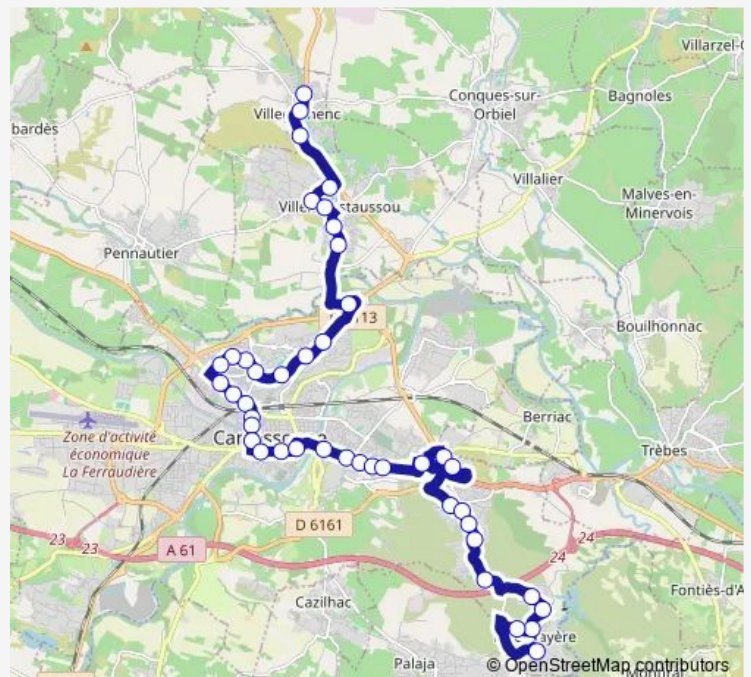 Villarzel-C
Conques-sur-
Orbiel
Bagnoles
bardès
Villalier
Malves-en-
Minervois
Pennautier
Bouilhonnac
Berriac
Zone d'activité
économique
La Ferraudière
Trèbes
D 6161
23
23
A 61
24
24
Cazilhac
Fontiès-d'A
Palaja
© OpenStreetMap contributors